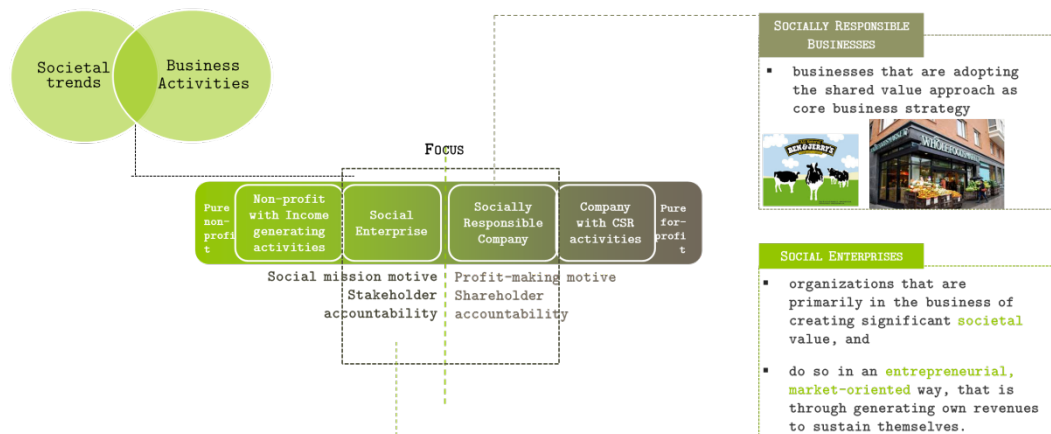 Societal
trends
Business
Activities
FOCUS
Pure
non-
profi
t
Non-profit
with Income
generating
activities
Social
Enterprise
Socially
Responsible
Company
Company
with CSR
activities
Pure
for-
profi
t
Social mission motive
Stakeholder
accountability
Profit-making motive
Shareholder
accountability
SOCIALLY RESPONSIBLE
BUSINESSES
▪ businesses that are adopting
the shared value approach as
core business strategy
BEN & JERRY'S
WHOLE FOODS MARKET
SOCIAL ENTERPRISES
▪ organizations that are
primarily in the business of
creating significant societal
value, and
▪ do so in an entrepreneurial,
market-oriented way, that is
through generating own revenues
to sustain themselves.